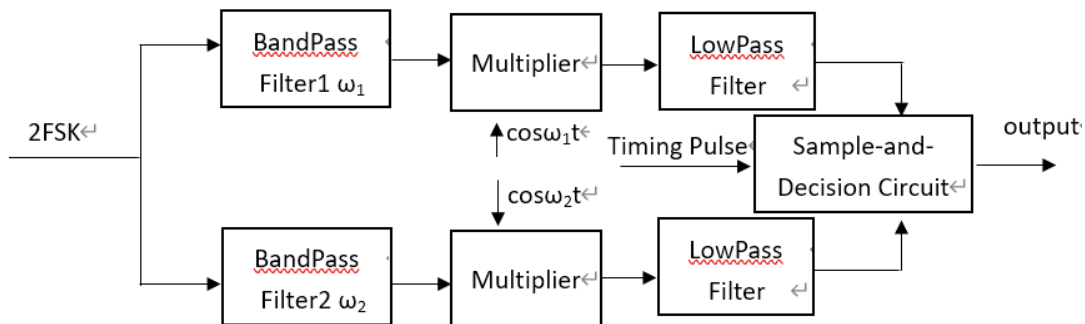 BandPass
Filter1 ω₁
Multiplier
LowPass
Filter
2FSK
cosω₁t
Timing Pulse
Sample-and-
Decision Circuit
output
cosω₂t
BandPass
Filter2 ω₂
Multiplier
LowPass
Filter